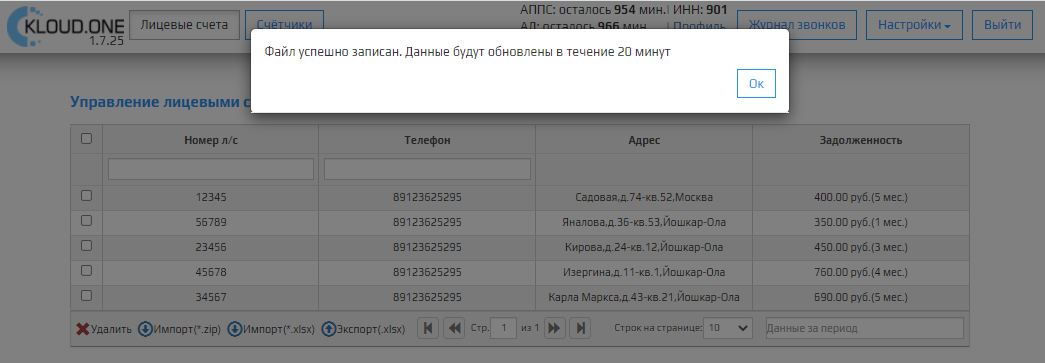 KLOUD.ONE
1.7.25
Лицевые счета
Счётчики
АППС: осталось 954 мин.| ИНН: 901
АД: осталось 966 мин. | Профиль
Журнал звонков
Настройки
Выйти
Файл успешно записан. Данные будут обновлены в течение 20 минут
Ок
Управление лицевыми
Номер л/с Телефон Адрес Задолженность
12345 89123625295 Садовая,д.74-кв.52,Москва 400.00 руб.(5 мес.)
56789 89123625295 Яналова,д.36-кв.53,Йошкар-Ола 350.00 руб.(1 мес.)
23456 89123625295 Кирова,д.24-кв.12,Йошкар-Ола 450.00 руб.(3 мес.)
45678 89123625295 Изергина,д.11-кв.1,Йошкар-Ола 760.00 руб.(4 мес.)
34567 89123625295 Карла Маркса,д.43-кв.21,Йошкар-Ола 690.00 руб.(5 мес.)
Удалить Импорт(*.zip) Импорт(*.xlsx) Экспорт(.xlsx) Стр. 1 из 1 Строк на странице: 10 Данные за период